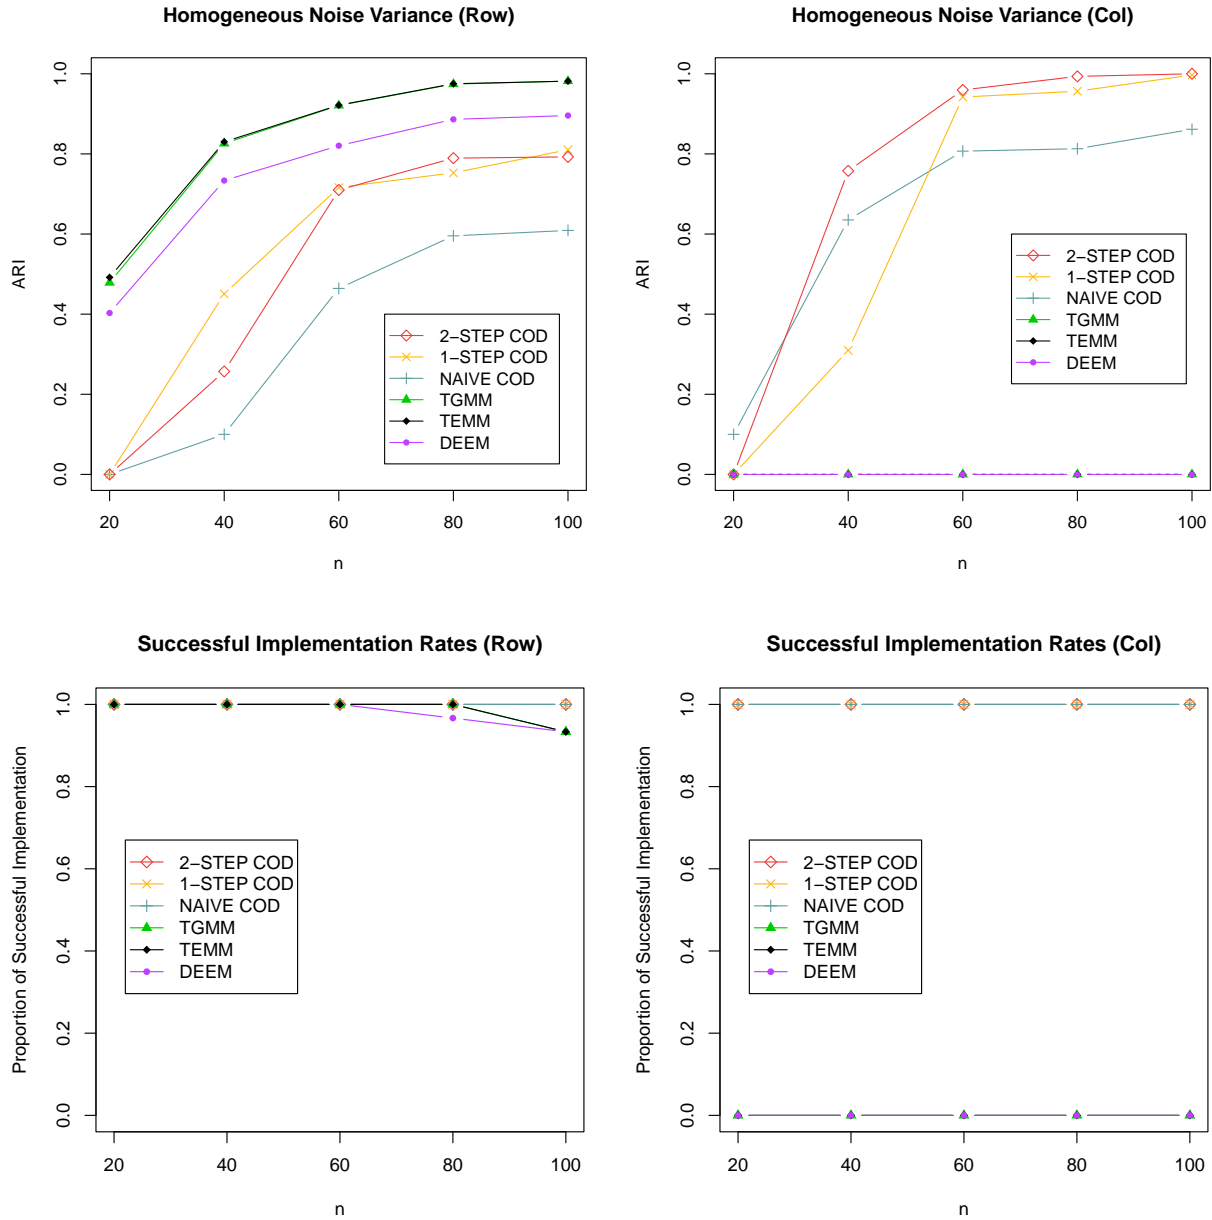 Homogeneous Noise Variance (Row)
ARI
1.0
0.8
0.6
0.4
0.2
0.0
2−STEP COD
1−STEP COD
NAIVE COD
TGMM
TEMM
DEEM
20 40 60 80 100
n
Homogeneous Noise Variance (Col)
ARI
1.0
0.8
0.6
0.4
0.2
0.0
2−STEP COD
1−STEP COD
NAIVE COD
TGMM
TEMM
DEEM
20 40 60 80 100
n
Successful Implementation Rates (Row)
Proportion of Successful Implementation
1.0
0.8
0.6
0.4
0.2
0.0
2−STEP COD
1−STEP COD
NAIVE COD
TGMM
TEMM
DEEM
20 40 60 80 100
n
Successful Implementation Rates (Col)
Proportion of Successful Implementation
1.0
0.8
0.6
0.4
0.2
0.0
2−STEP COD
1−STEP COD
NAIVE COD
TGMM
TEMM
DEEM
20 40 60 80 100
n